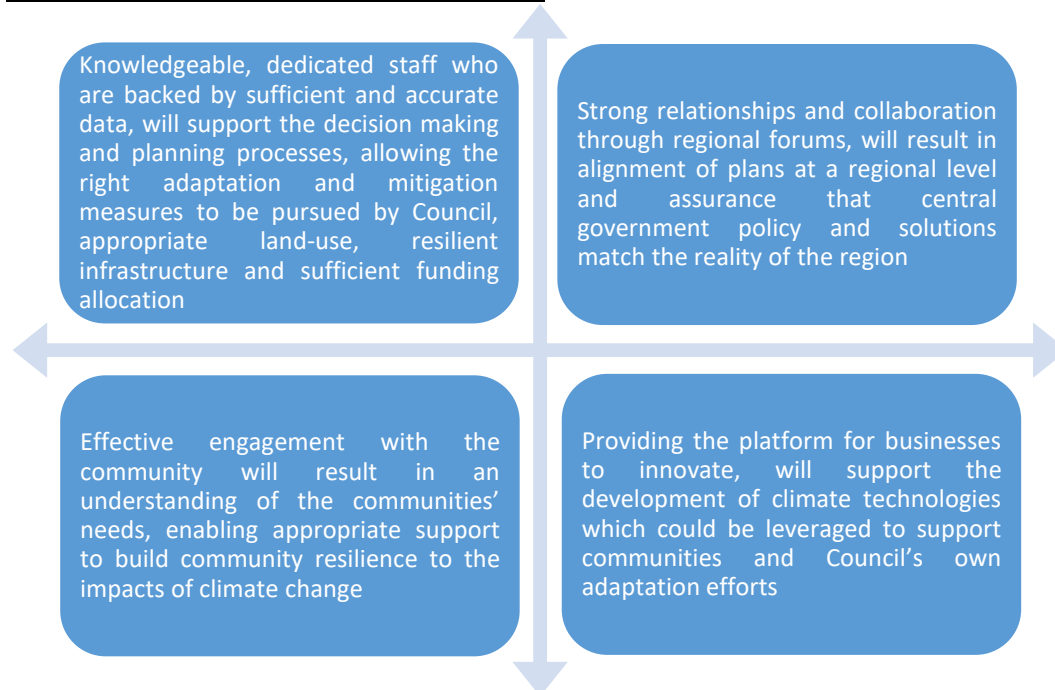 Knowledgeable, dedicated staff who
are backed by sufficient and accurate
data, will support the decision making
and planning processes, allowing the
right adaptation and mitigation
measures to be pursued by Council,
appropriate land-use, resilient
infrastructure and sufficient funding
allocation
Strong relationships and collaboration
through regional forums, will result in
alignment of plans at a regional level
and assurance that central
government policy and solutions
match the reality of the region
Effective engagement with the
community will result in an
understanding of the communities’
needs, enabling appropriate support
to build community resilience to the
impacts of climate change
Providing the platform for businesses
to innovate, will support the
development of climate technologies
which could be leveraged to support
communities and Council’s own
adaptation efforts